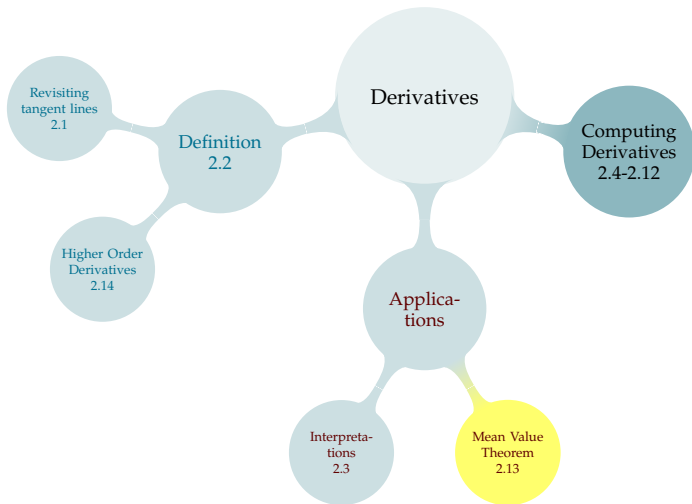 Derivatives
Revisiting
tangent lines
2.1
Definition
2.2
Computing
Derivatives
2.4-2.12
Higher Order
Derivatives
2.14
Applica-
tions
Interpreta-
tions
2.3
Mean Value
Theorem
2.13